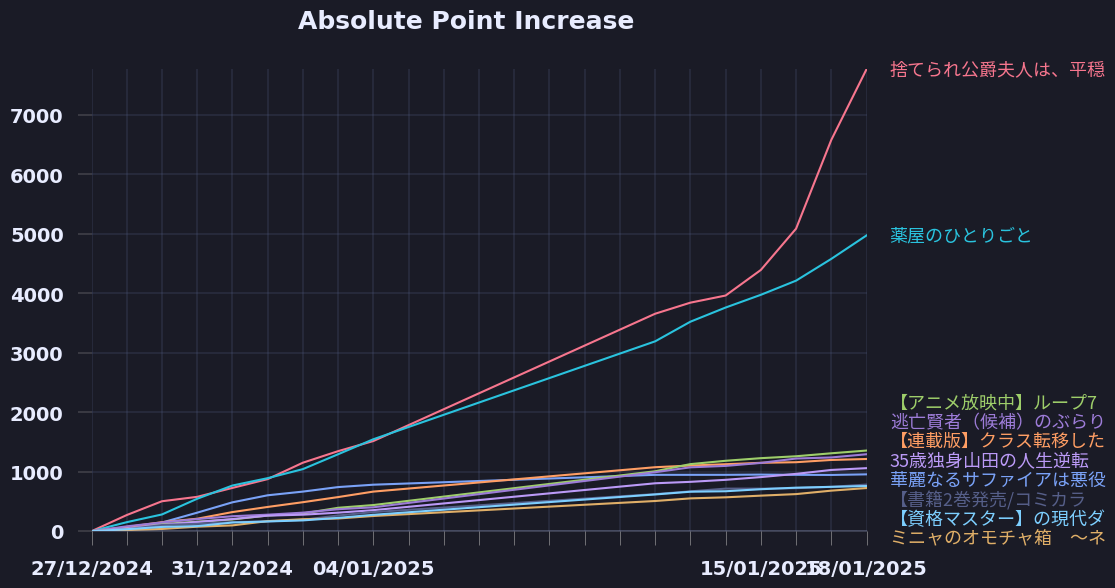 Absolute Point Increase
捨てられ公爵夫人は、平穏
7000
6000
5000
薬屋のひとりごと
4000
3000
2000
【アニメ放映中】ループ7
逃亡賢者（候補）のぶらり
【連載版】クラス転移した
1000
35歳独身山田の人生逆転
華麗なるサファイアは悪役
【書籍2巻発売/コミカラ
【資格マスター】の現代ダ
0
ミニャのオモチャ箱　～ネ
27/12/2024
31/12/2024
04/01/2025
15/01/2025
18/01/2025